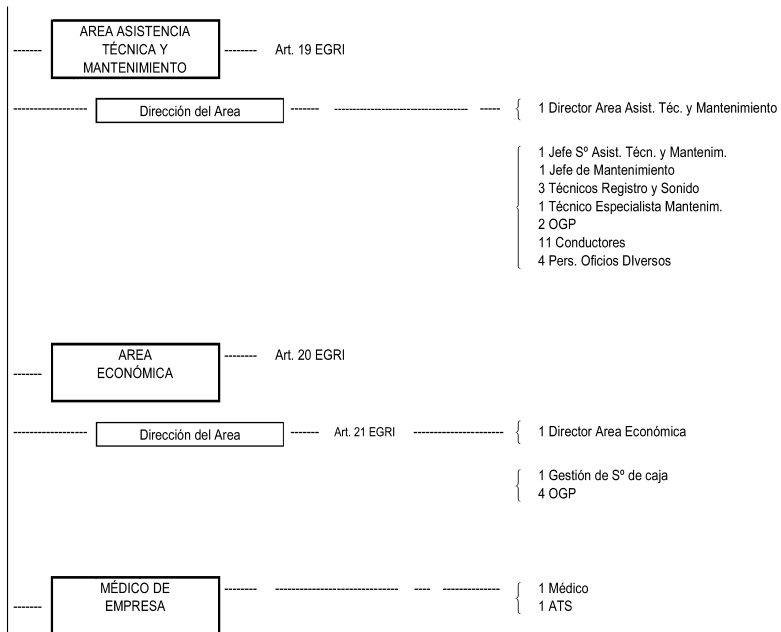 AREA ASISTENCIA
TÉCNICA Y
MANTENIMIENTO
Art. 19 EGRI
Dirección del Area
1 Director Area Asist. Téc. y Mantenimiento
1 Jefe Sº Asist. Técn. y Mantenim.
1 Jefe de Mantenimiento
3 Técnicos Registro y Sonido
1 Técnico Especialista Mantenim.
2 OGP
11 Conductores
4 Pers. Oficios DIversos
AREA
ECONÓMICA
Art. 20 EGRI
Dirección del Area
Art. 21 EGRI
1 Director Area Económica
1 Gestión de Sº de caja
4 OGP
MÉDICO DE
EMPRESA
1 Médico
1 ATS